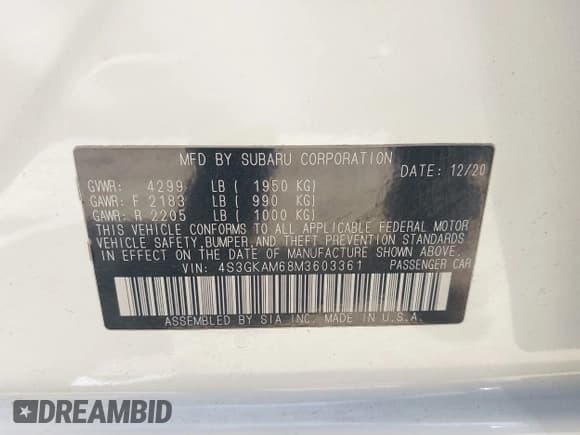 MFD BY SUBARU CORPORATION
DATE: 12/20
GVWR: 4299 LB ( 1950 KG)
GAWR: F 2183 LB ( 990 KG)
GAWR: R 2205 LB ( 1000 KG)
THIS VEHICLE CONFORMS TO ALL APPLICABLE FEDERAL MOTOR
VEHICLE SAFETY, BUMPER, AND THEFT PREVENTION STANDARDS
IN EFFECT ON THE DATE OF MANUFACTURE SHOWN ABOVE.
VIN: 4S3GKAM68M3603361 PASSENGER CAR
ASSEMBLED BY SIA INC. MADE IN U.S.A.
DREAMBID